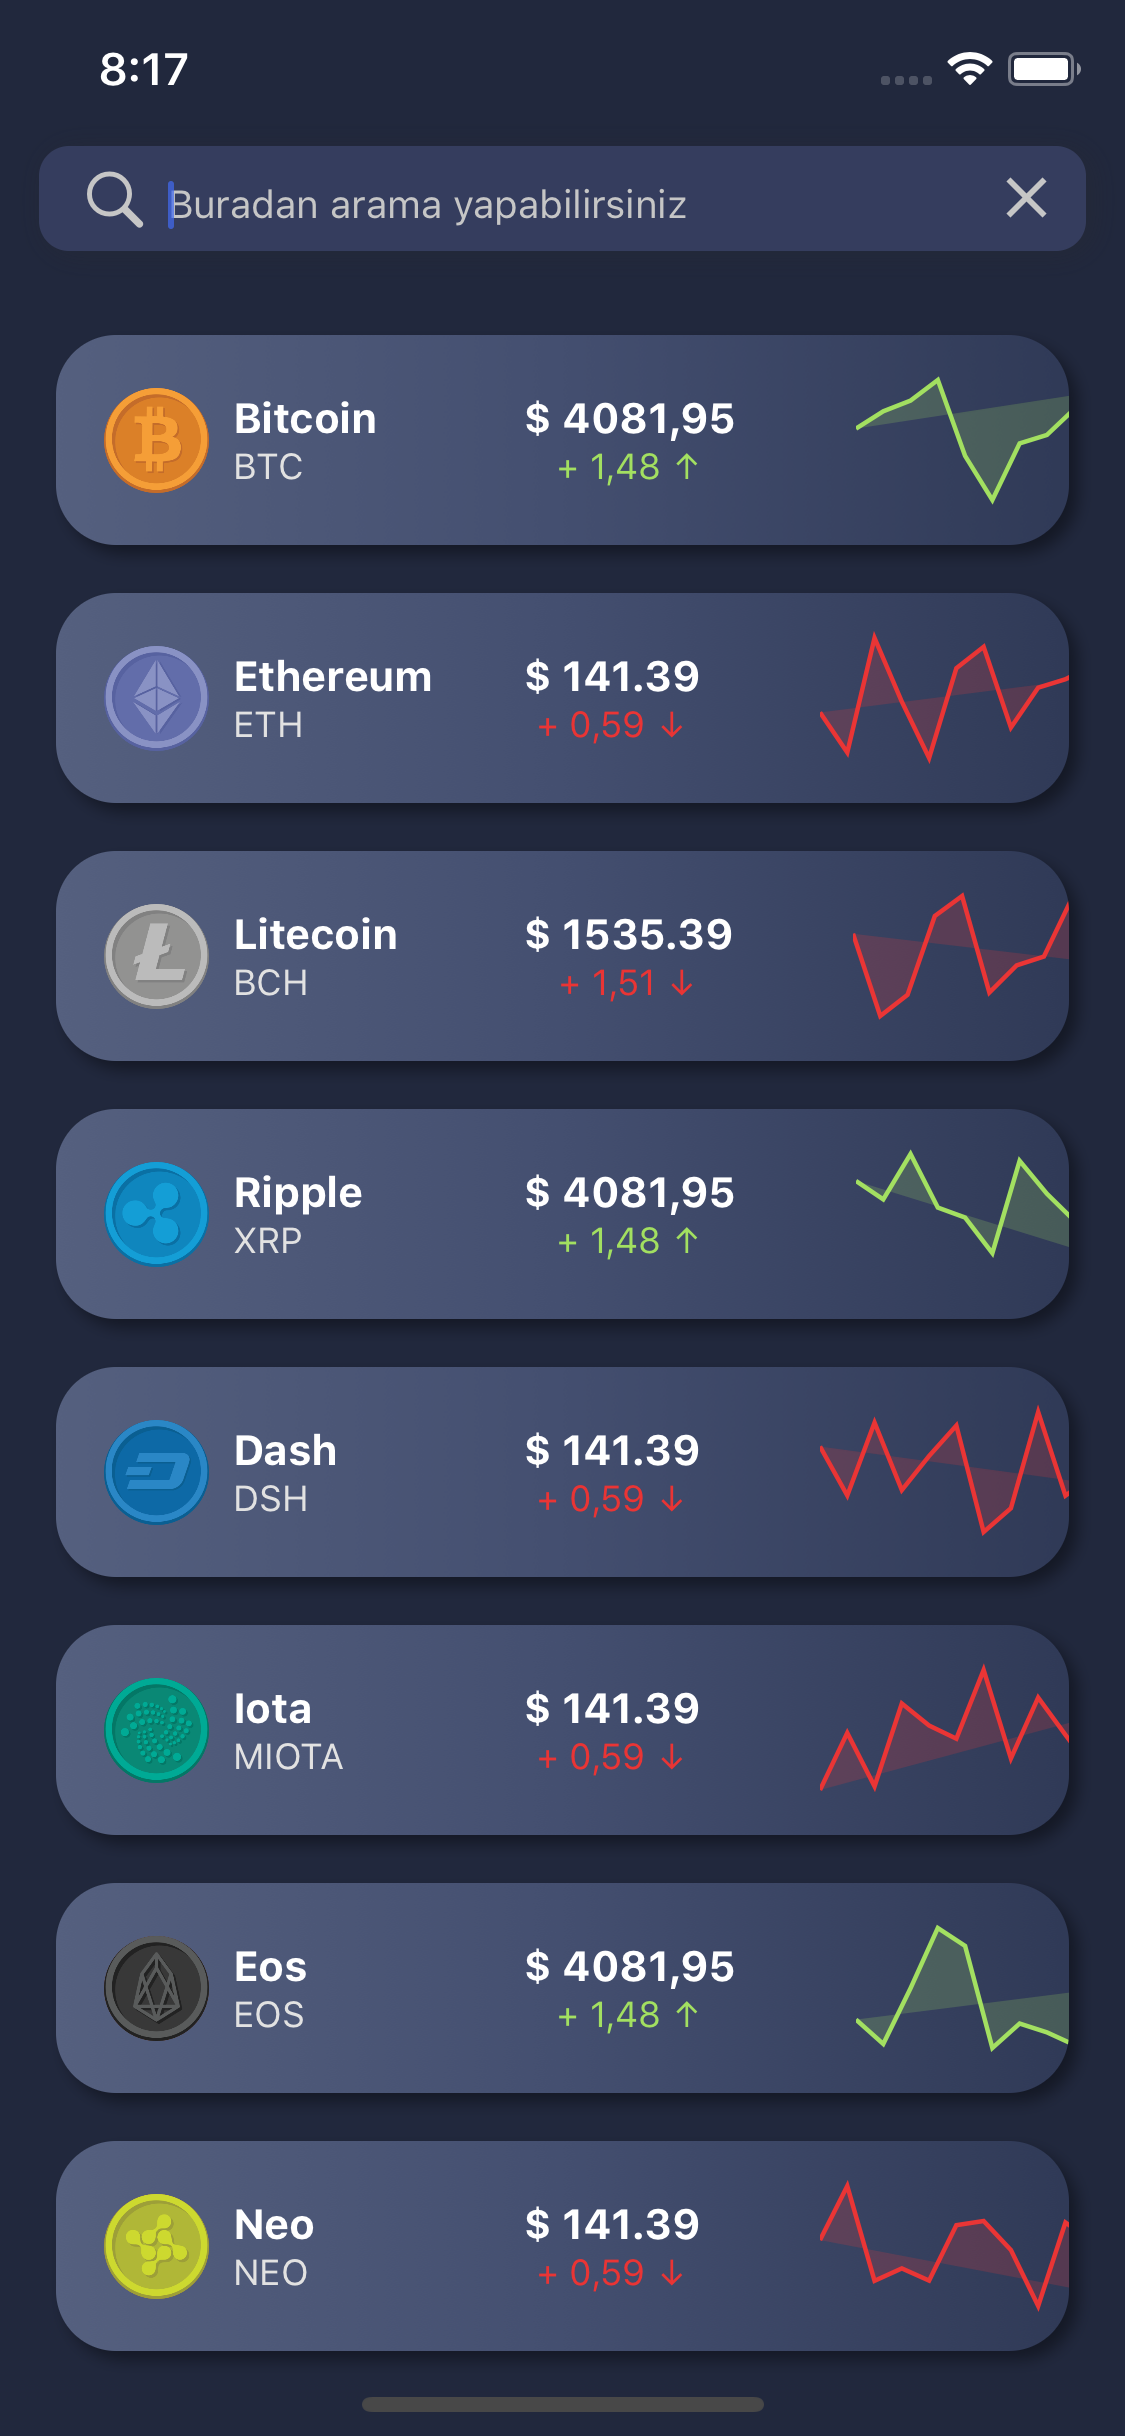 8:17
Buradan arama yapabilirsiniz
Bitcoin $ 4081,95
BTC + 1,48 ↑
Ethereum $ 141.39
ETH + 0,59 ↓
Litecoin $ 1535.39
BCH + 1,51 ↓
Ripple $ 4081,95
XRP + 1,48 ↑
Dash $ 141.39
DSH + 0,59 ↓
Iota $ 141.39
MIOTA + 0,59 ↓
Eos $ 4081,95
EOS + 1,48 ↑
Neo $ 141.39
NEO + 0,59 ↓